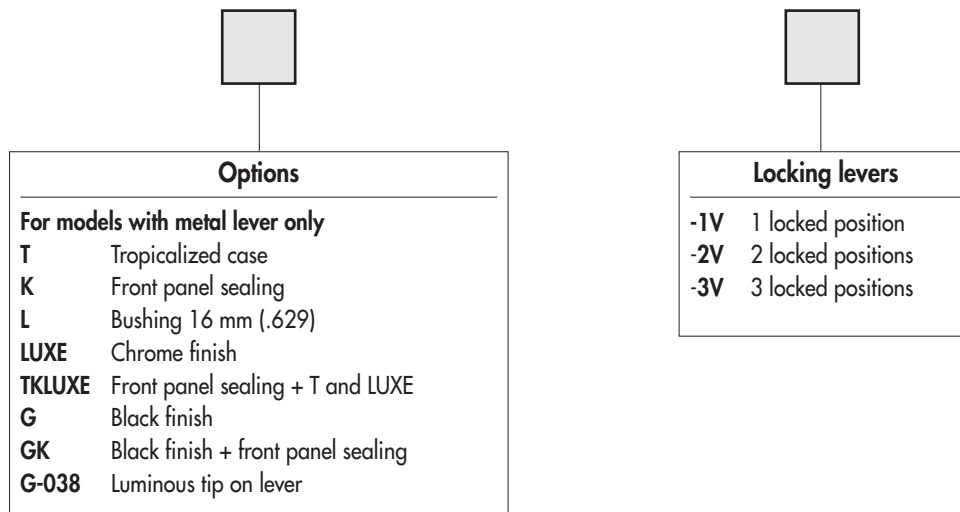 Options
For models with metal lever only
T Tropicalized case
K Front panel sealing
L Bushing 16 mm (.629)
LUXE Chrome finish
TKLUXE Front panel sealing + T and LUXE
G Black finish
GK Black finish + front panel sealing
G-038 Luminous tip on lever
Locking levers
-1V 1 locked position
-2V 2 locked positions
-3V 3 locked positions